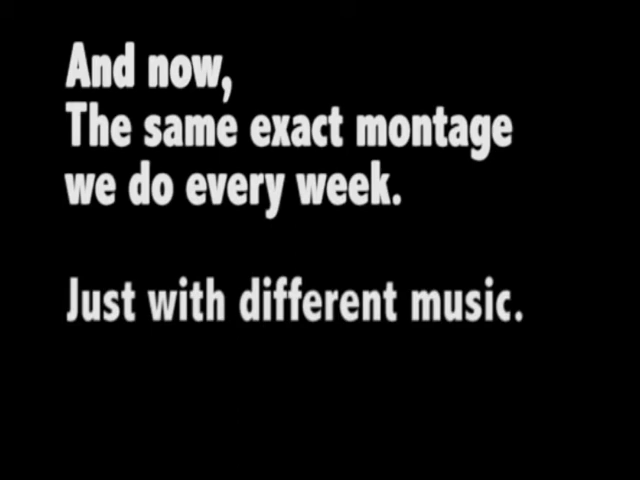 And now,
The same exact montage
we do every week.
Just with different music.